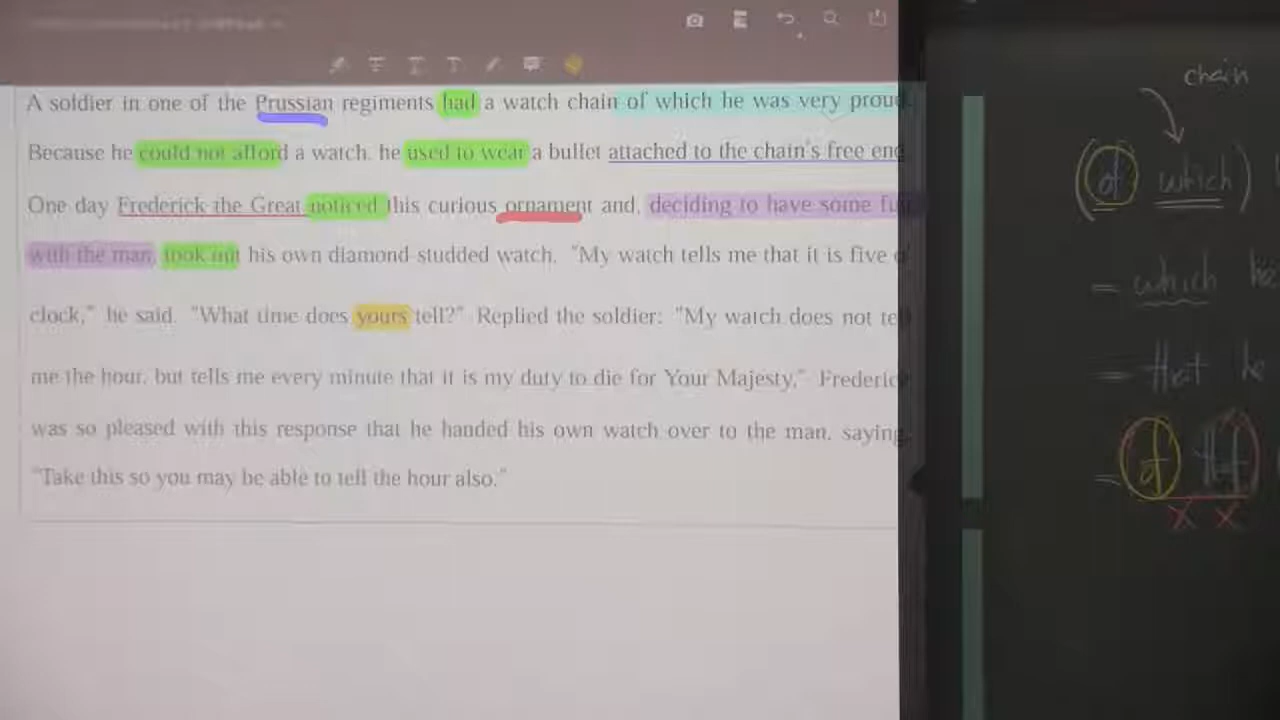 A soldier in one of the Prussian regiments had a watch chain of which he was very proud.
Because he could not afford a watch, he used to wear a bullet attached to the chain's free end.
One day Frederick the Great noticed this curious ornament and, deciding to have some fun
with the man, took out his own diamond-studded watch. "My watch tells me that it is five o'
clock," he said. "What time does yours tell?" Replied the soldier: "My watch does not tell
me the hour, but tells me every minute that it is my duty to die for Your Majesty." Frederick
was so pleased with this response that he handed his own watch over to the man, saying,
"Take this so you may be able to tell the hour also."
chain
(of which)
= which he
= that he
= of that
X X